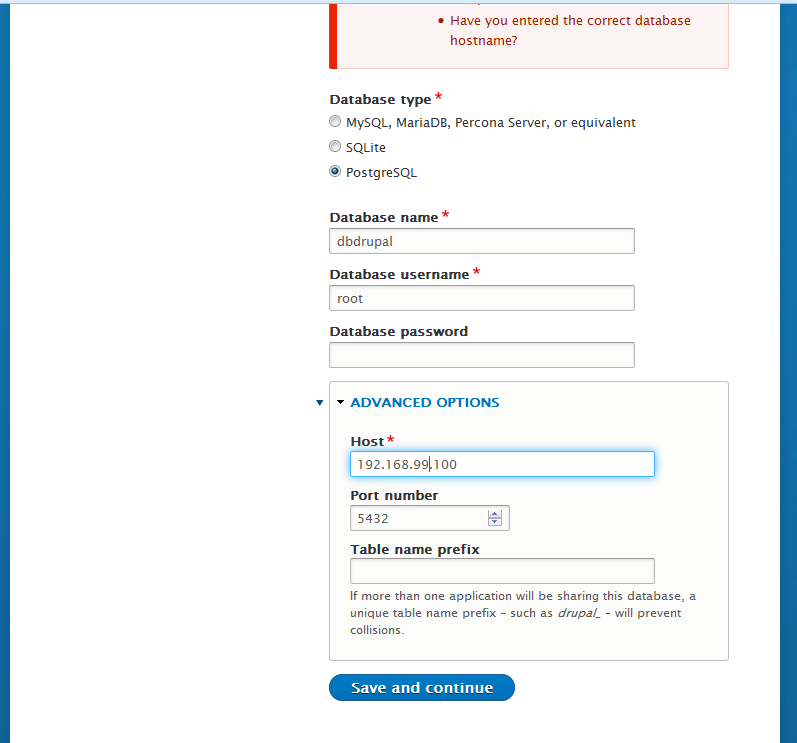 • Have you entered the correct database
hostname?
Database type *
MySQL, MariaDB, Percona Server, or equivalent
SQLite
PostgreSQL
Database name *
dbdrupal
Database username *
root
Database password
ADVANCED OPTIONS
Host *
192.168.99.100
Port number
5432
Table name prefix
If more than one application will be sharing this database, a
unique table name prefix – such as drupal_ – will prevent
collisions.
Save and continue